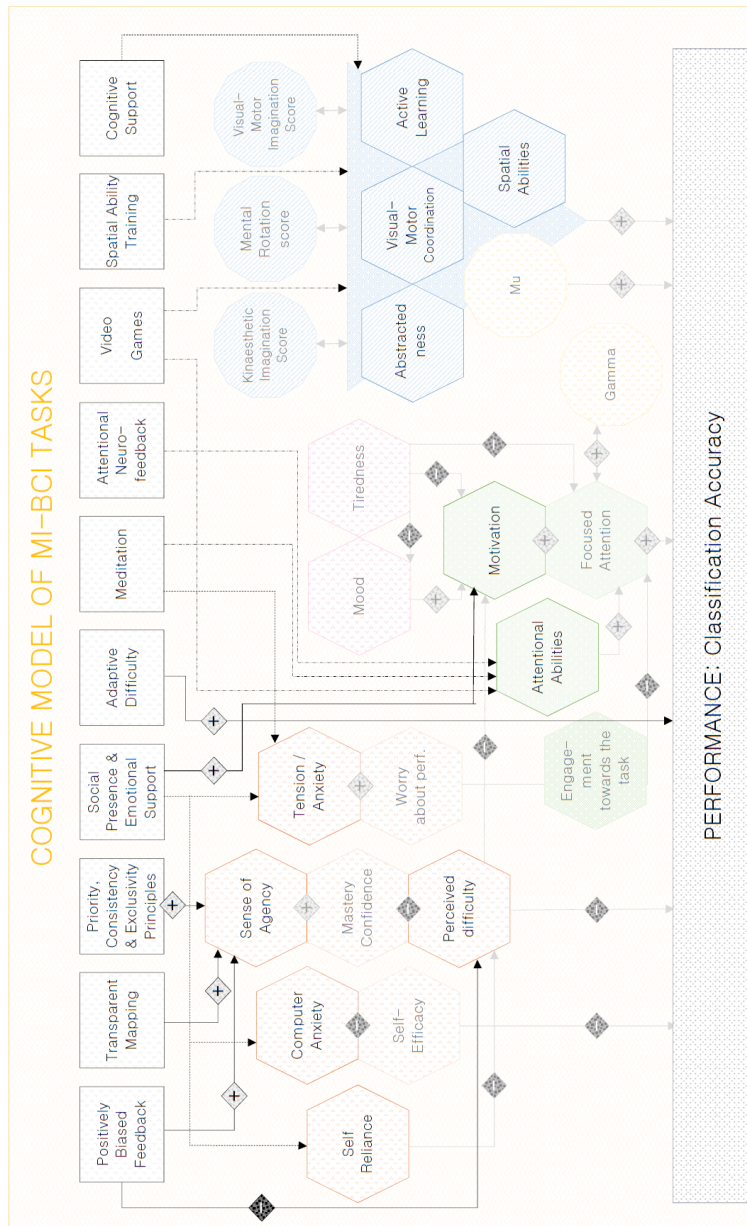 COGNITIVE MODEL OF MI-BCI TASKS
Positively
Biased
Feedback
Transparent
Mapping
Priority,
Consistency
& Exclusivity
Principles
Social
Presence &
Emotional
Support
Adaptive
Difficulty
Meditation
Attentional
Neuro-
feedback
Video
Games
Spatial Ability
Training
Cognitive
Support
Self
Reliance
Computer
Anxiety
Self-
Efficacy
Sense of
Agency
Mastery
Confidence
Perceived
difficulty
Tension /
Anxiety
Worry
about perf.
Engage-
ment
towards the
task
Attentional
Abilities
Mood
Tiredness
Motivation
Focused
Attention
Gamma
Mu
Kinaesthetic
Imagination
Score
Mental
Rotation
score
Visual-
Motor
Imagination
Score
Abstracted
ness
Visual-
Motor
Coordination
Active
Learning
Spatial
Abilities
PERFORMANCE: Classification Accuracy